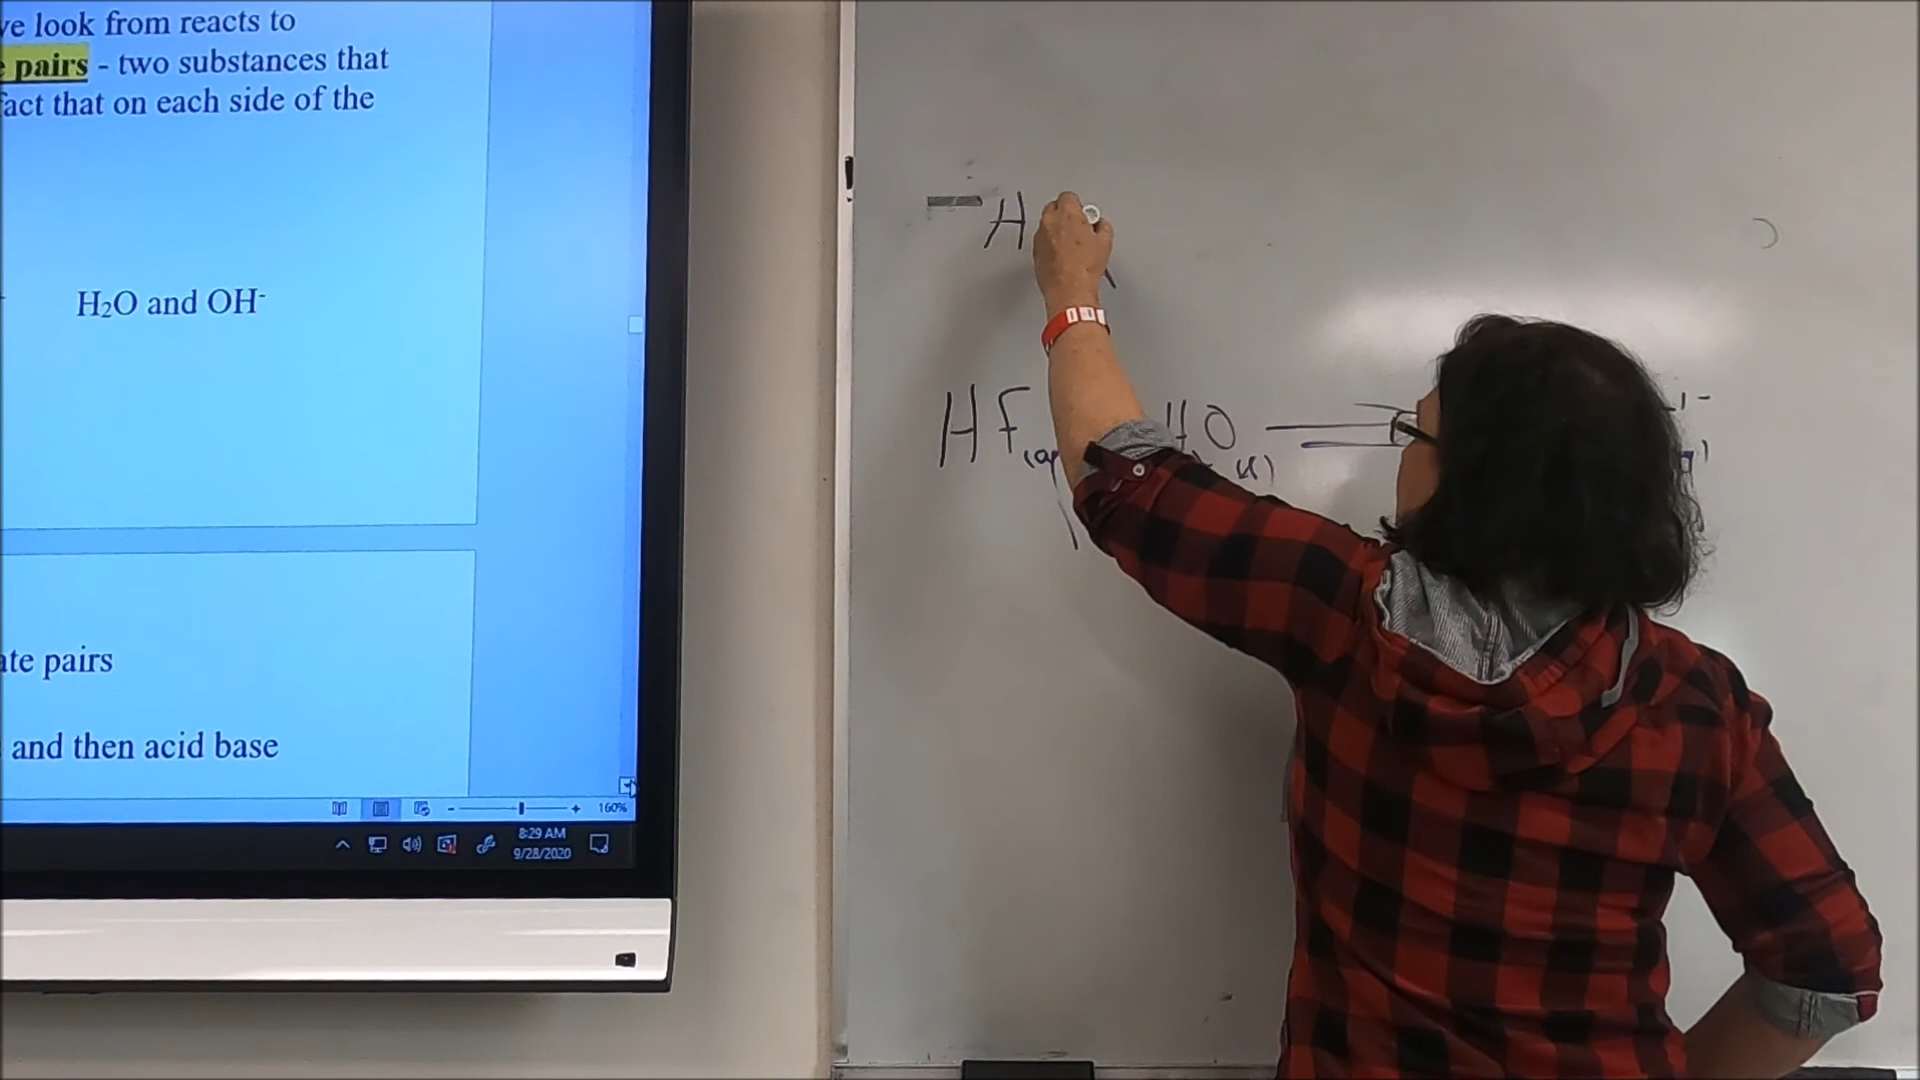 ve look from reacts to
pairs - two substances that
fact that on each side of the
H₂O and OH⁻
ate pairs
and then acid base
160%
8:29 AM
9/28/2020
H
HF(aq H₂O(l)